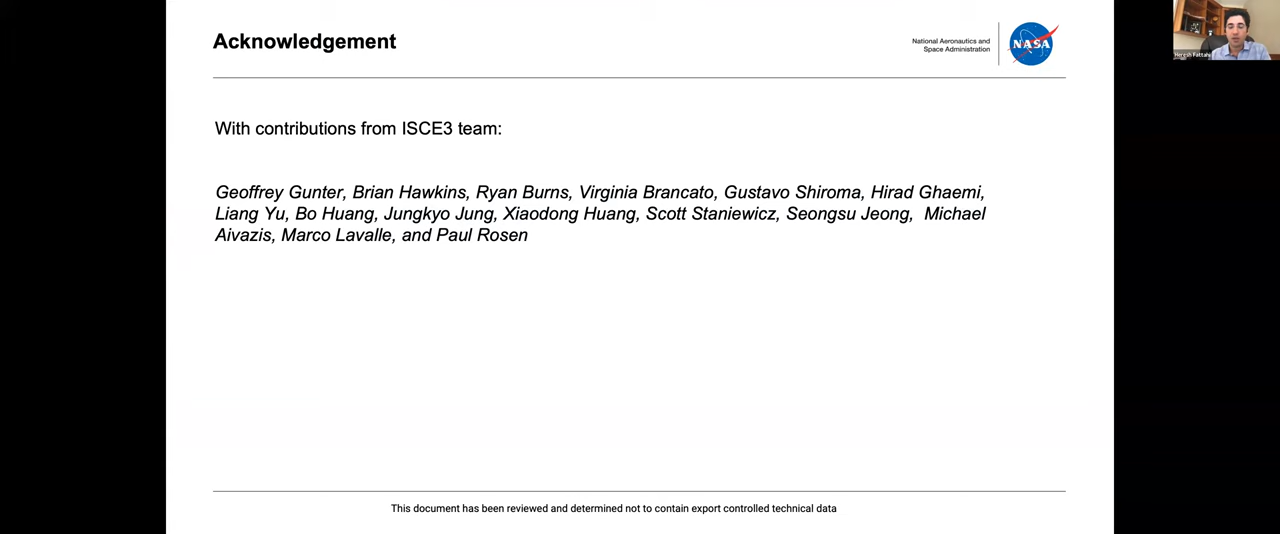 Acknowledgement
National Aeronautics and
Space Administration
NASA
Heresh Fattahi
With contributions from ISCE3 team:
Geoffrey Gunter, Brian Hawkins, Ryan Burns, Virginia Brancato, Gustavo Shiroma, Hirad Ghaemi,
Liang Yu, Bo Huang, Jungkyo Jung, Xiaodong Huang, Scott Staniewicz, Seongsu Jeong, Michael
Aivazis, Marco Lavalle, and Paul Rosen
This document has been reviewed and determined not to contain export controlled technical data